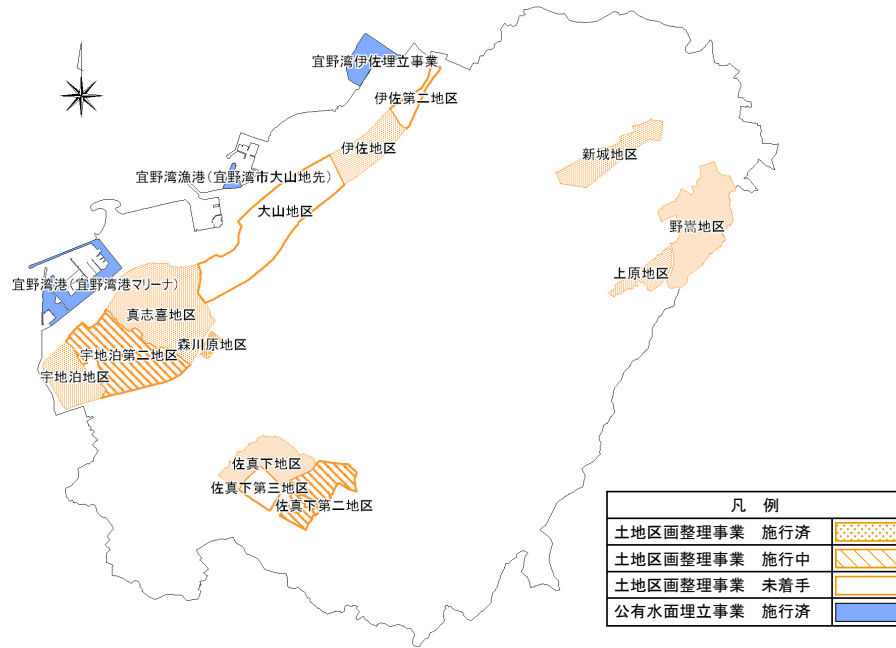 宜野湾伊佐埋立事業
伊佐第二地区
伊佐地区
新城地区
宜野湾漁港(宜野湾市大山地先)
大山地区
野嵩地区
上原地区
宜野湾港(宜野湾港マリーナ)
真志喜地区
森川原地区
宇地泊第二地区
宇地泊地区
佐真下地区
佐真下第三地区
佐真下第二地区
凡 例
土地区画整理事業 施行済
土地区画整理事業 施行中
土地区画整理事業 未着手
公有水面埋立事業 施行済